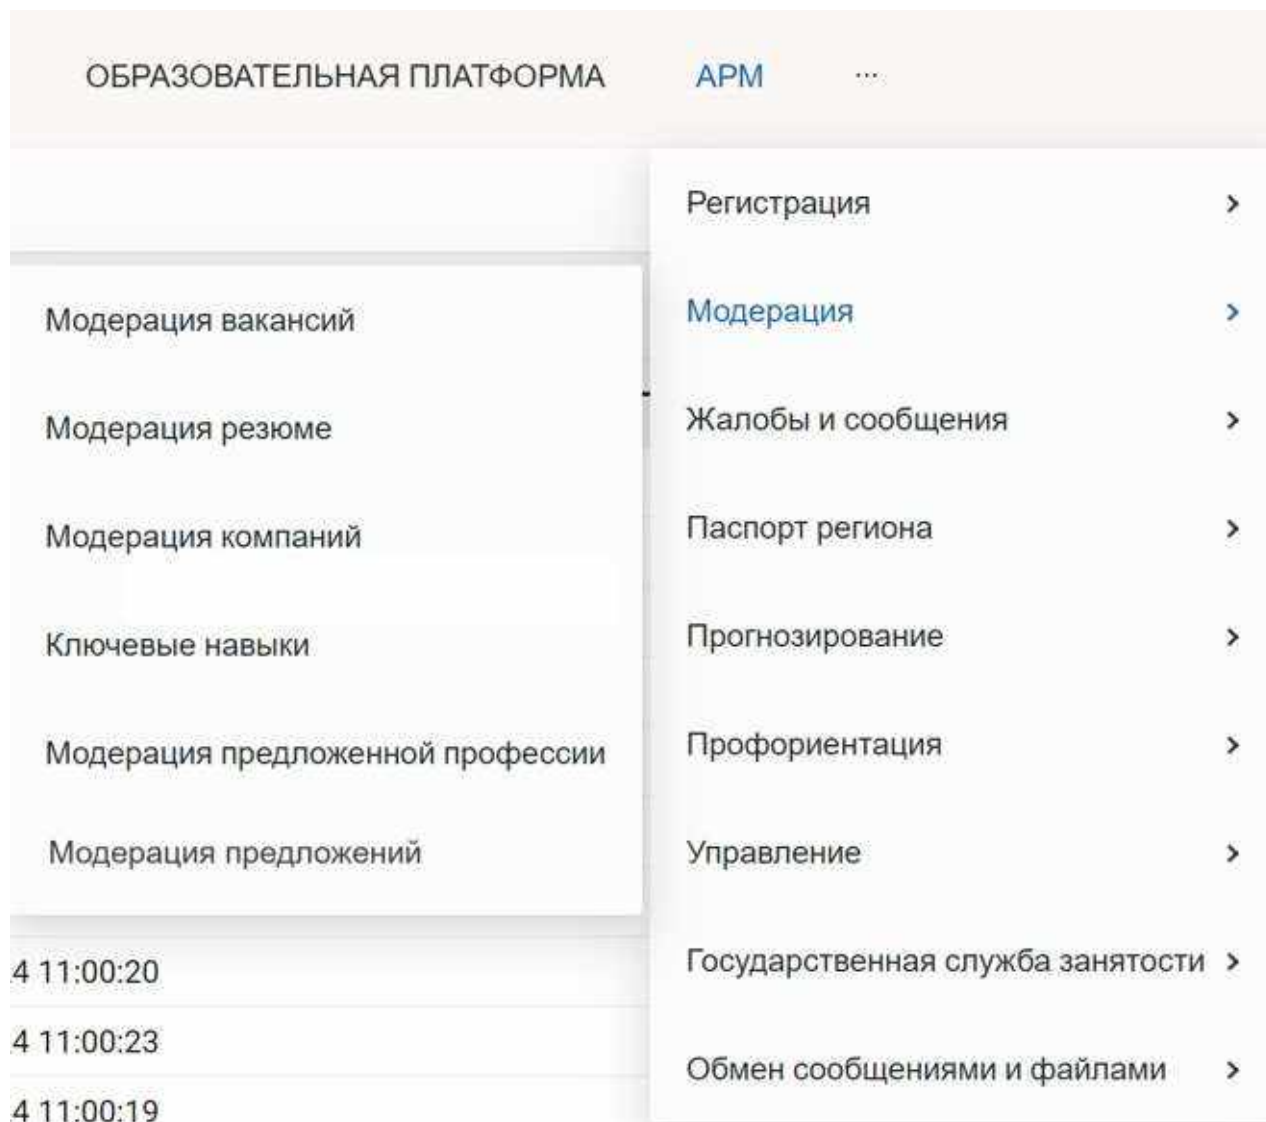 ОБРАЗОВАТЕЛЬНАЯ ПЛАТФОРМА АРМ ...
Регистрация
Модерация
Жалобы и сообщения
Паспорт региона
Прогнозирование
Профориентация
Управление
Государственная служба занятости
Обмен сообщениями и файлами
Модерация вакансий
Модерация резюме
Модерация компаний
Ключевые навыки
Модерация предложенной профессии
Модерация предложений
4 11:00:20
4 11:00:23
4 11:00:19